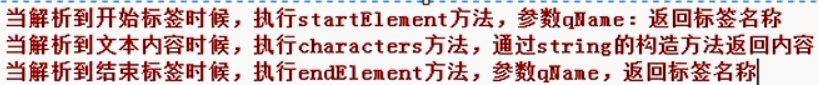 当解析到开始标签时候，执行startElement方法，参数qName：返回标签名称
当解析到文本内容时候，执行characters方法，通过string的构造方法返回内容
当解析到结束标签时候，执行endElement方法，参数qName，返回标签名称